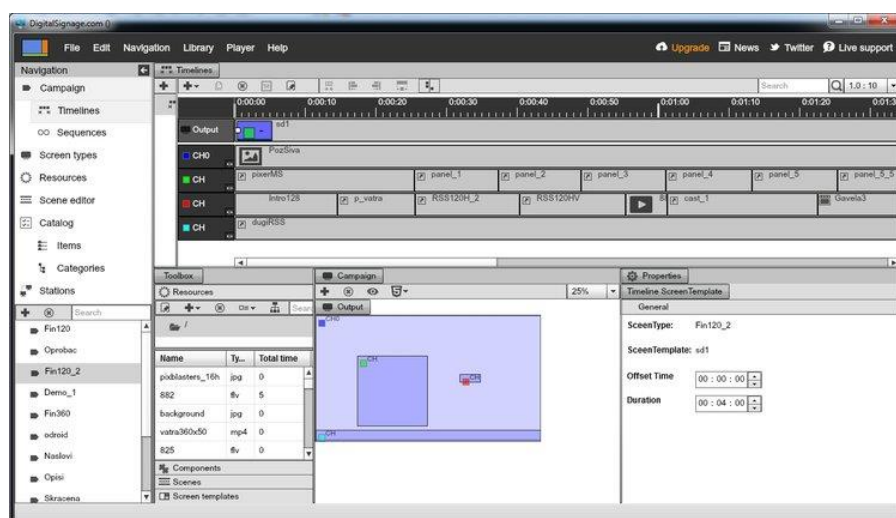 DigitalSignage.com ()
File Edit Navigation Library Player Help
Upgrade News Twitter Live support
Navigation
Campaign
Timelines
Sequences
Screen types
Resources
Scene editor
Catalog
Items
Categories
Stations
Search
Fin120
Oprobac
Fin120_2
Demo_1
Fin360
odroid
Naslovi
Opisi
Skracena
Timelines
Search 1.0 : 10
0:00:00 0:00:10 0:00:20 0:00:30 0:00:40 0:00:50 0:01:00 0:01:10 0:01:20 0:01:3
Output sd1
CH0 PozSiva
CH pixerMS panel_1 panel_2 panel_3 panel_4 panel_5 panel_5_5
CH Intro128 p_vatra RSS120H_2 RSS120HV cast_1 Gavela3
CH dugiRSS
Toolbox
Resources
Sear
/
Name Ty... Total time
pixblasters_16h jpg 0
882 flv 5
background jpg 0
vatra360x50 mp4 0
825 flv 0
Components
Scenes
Screen templates
Campaign
25%
Output
CH0
CH
CH
CH
Properties
Timeline ScreenTemplate
General
SceenType: Fin120_2
SceenTemplate: sd1
Offset Time 00 : 00 : 00
Duration 00 : 04 : 00